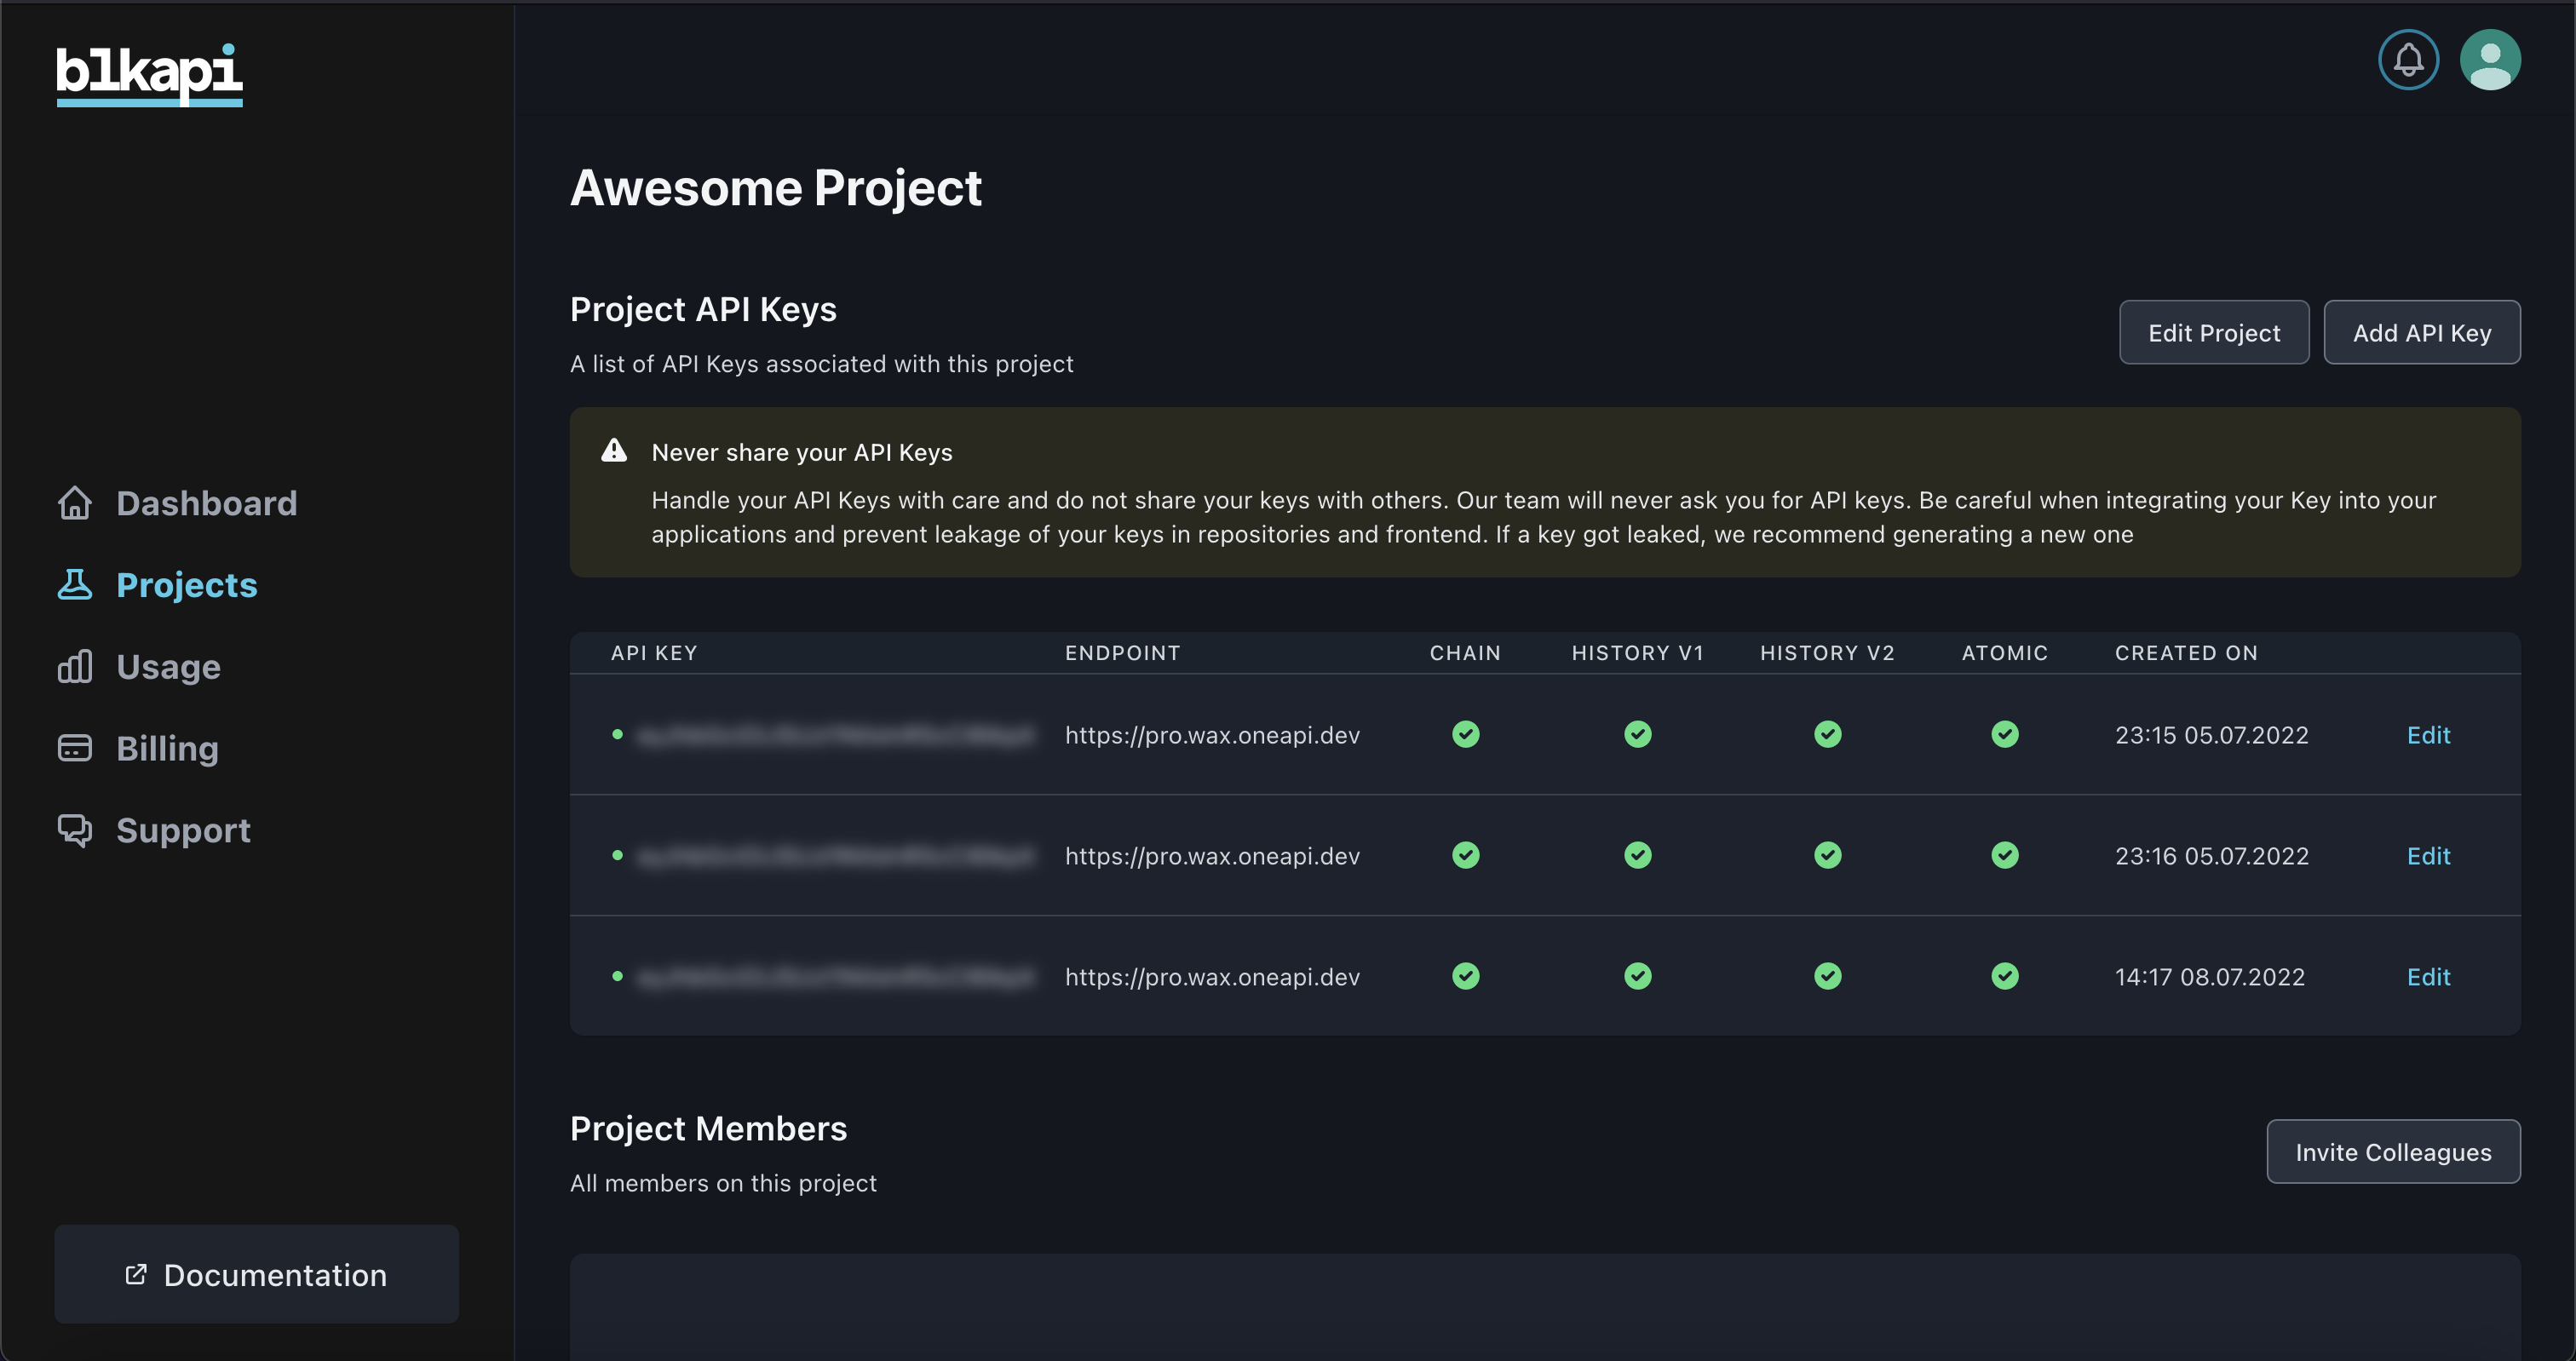 blkapi
Awesome Project
Project API Keys
A list of API Keys associated with this project
Edit Project
Add API Key
Never share your API Keys
Handle your API Keys with care and do not share your keys with others. Our team will never ask you for API keys. Be careful when integrating your Key into your
applications and prevent leakage of your keys in repositories and frontend. If a key got leaked, we recommend generating a new one
Dashboard
Projects
Usage
Billing
Support
API KEY ENDPOINT CHAIN HISTORY V1 HISTORY V2 ATOMIC CREATED ON
https://pro.wax.oneapi.dev 23:15 05.07.2022 Edit
https://pro.wax.oneapi.dev 23:16 05.07.2022 Edit
https://pro.wax.oneapi.dev 14:17 08.07.2022 Edit
Project Members
All members on this project
Invite Colleagues
Documentation